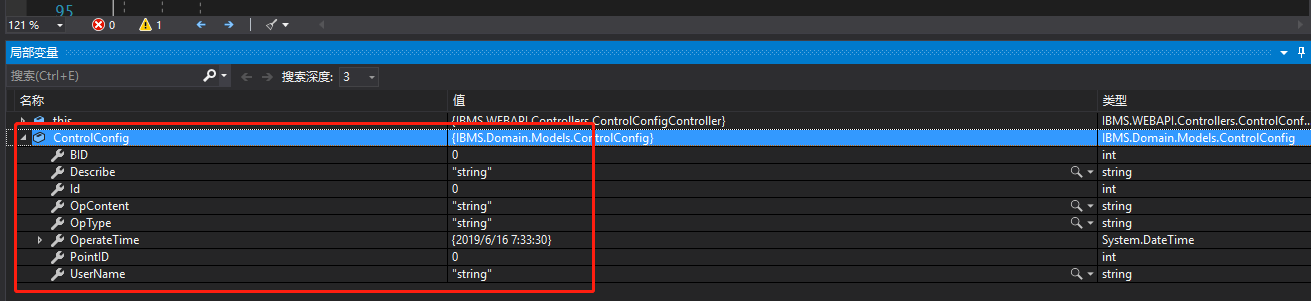 95
121 % 0 1
局部变量
搜索(Ctrl+E) 搜索深度: 3
名称 值 类型
this {IBMS.WEBAPI.Controllers.ControlConfigController} IBMS.WEBAPI.Controllers.ControlConf...
ControlConfig {IBMS.Domain.Models.ControlConfig} IBMS.Domain.Models.ControlConfig
BID 0 int
Describe "string" string
Id 0 int
OpContent "string" string
OpType "string" string
OperateTime {2019/6/16 7:33:30} System.DateTime
PointID 0 int
UserName "string" string